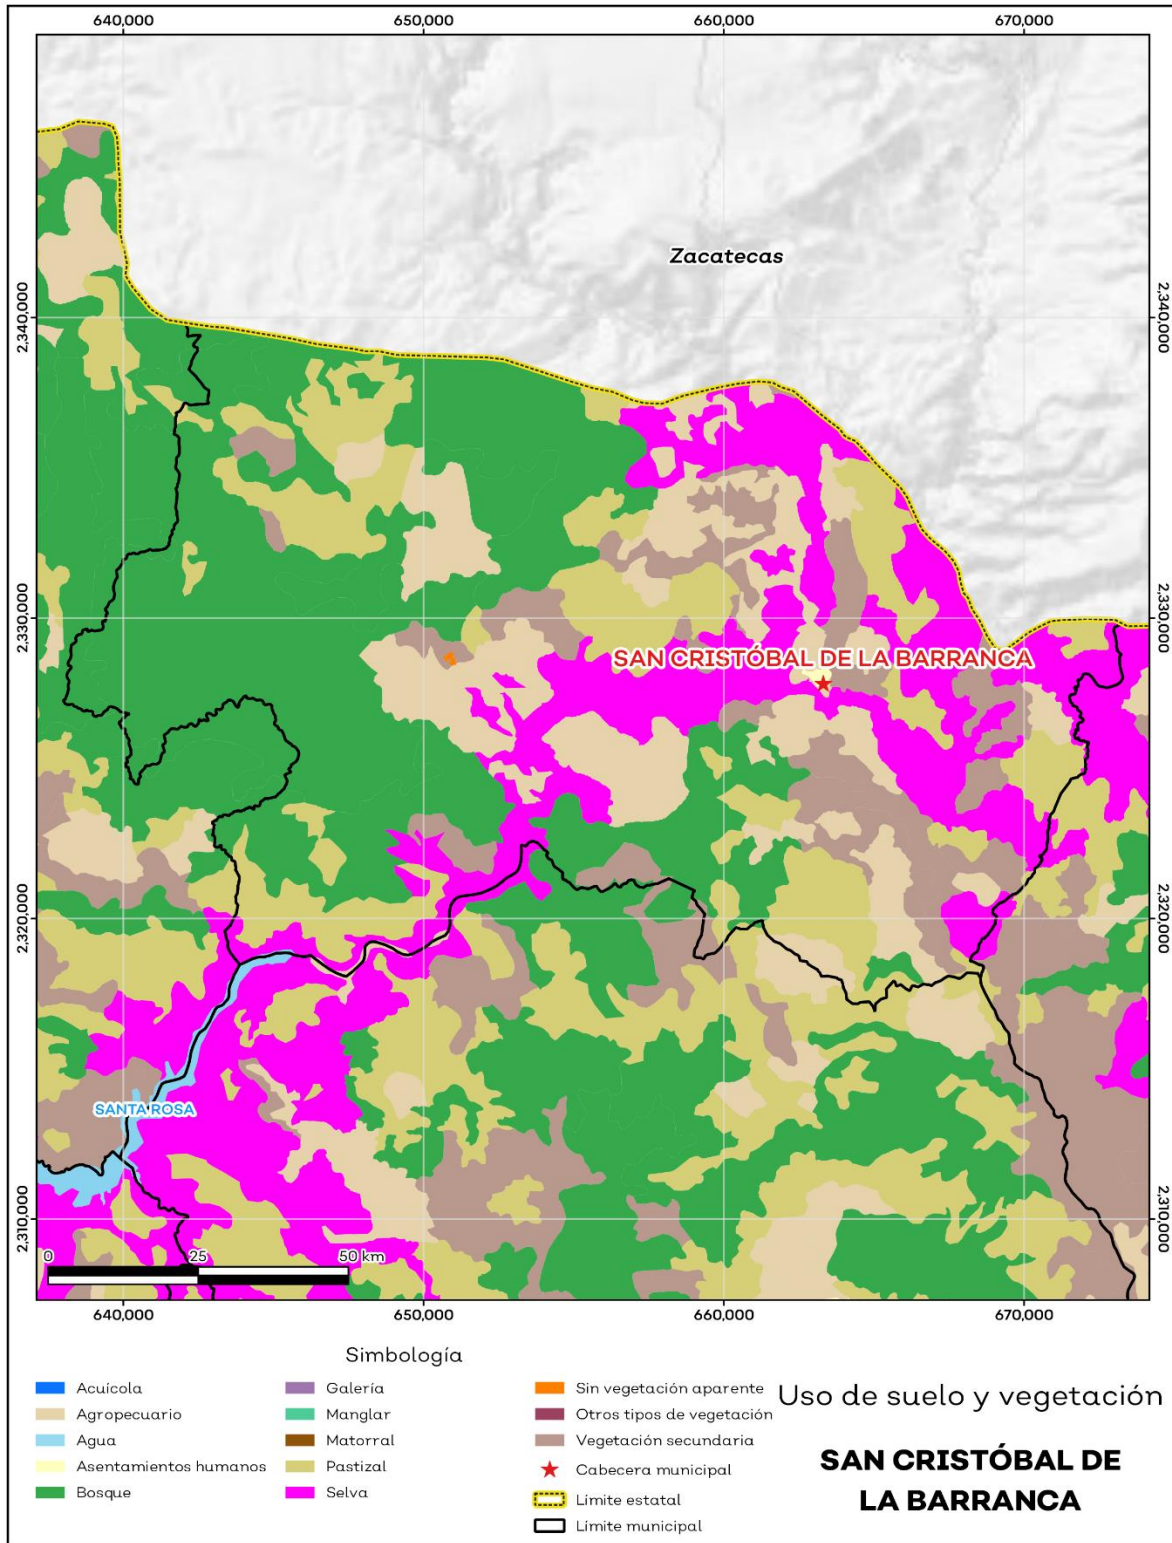 640,000
650,000
660,000
670,000
Zacatecas
2,340,000
2,340,000
2,330,000
2,330,000
SAN CRISTÓBAL DE LA BARRANCA
2,320,000
2,320,000
SANTA ROSA
2,310,000
2,310,000
0
25
50 km
640,000
650,000
660,000
670,000
Simbología
Acuícola
Agropecuario
Agua
Asentamientos humanos
Bosque
Galería
Manglar
Matorral
Pastizal
Selva
Sin vegetación aparente
Otros tipos de vegetación
Vegetación secundaria
Cabecera municipal
Límite estatal
Límite municipal
Uso de suelo y vegetación
SAN CRISTÓBAL DE
LA BARRANCA